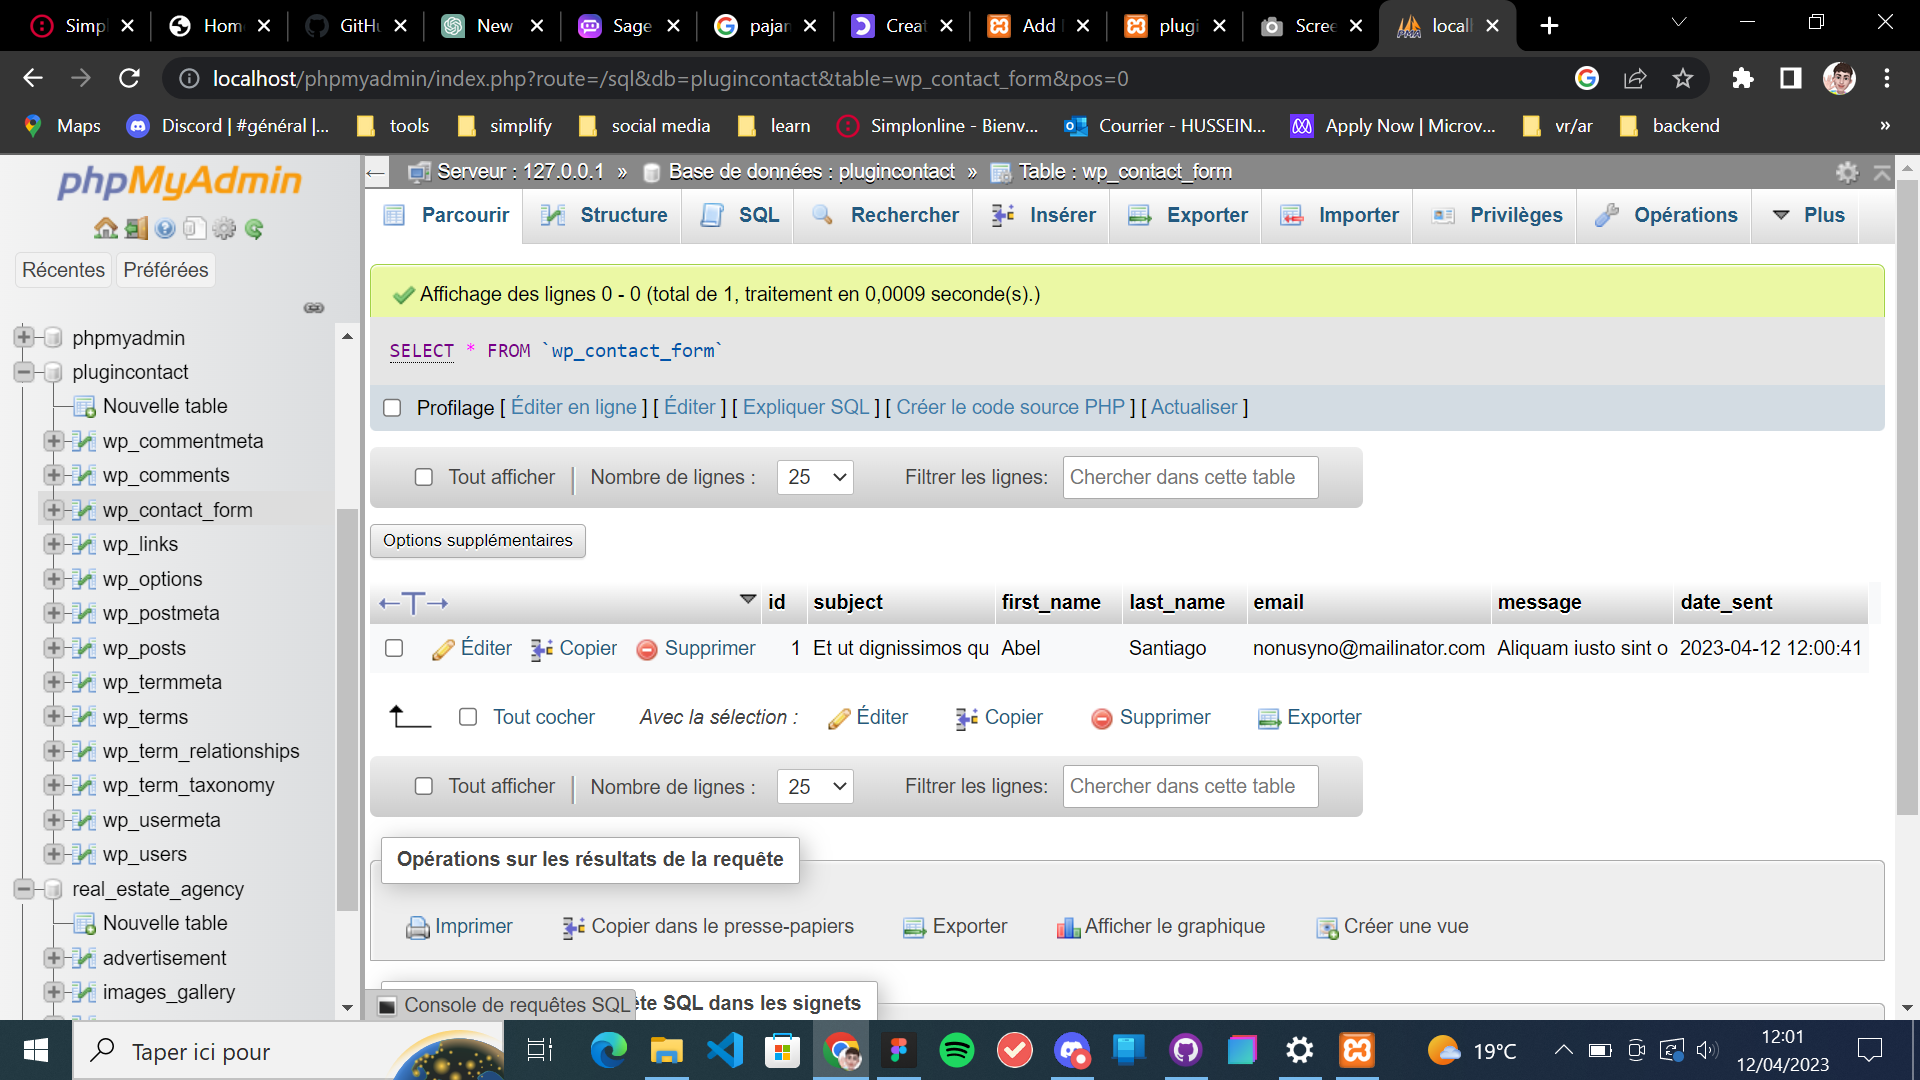 Simpl
Home
GitHu
New
Sage
pajan
Creat
Add
plugi
Scree
locall
localhost/phpmyadmin/index.php?route=/sql&db=plugincontact&table=wp_contact_form&pos=0
Maps
Discord | #général |...
tools
simplify
social media
learn
Simplonline - Bienv...
Courrier - HUSSEIN...
Apply Now | Microv...
vr/ar
backend
»
phpMyAdmin
Récentes
Préférées
phpmyadmin
plugincontact
Nouvelle table
wp_commentmeta
wp_comments
wp_contact_form
wp_links
wp_options
wp_postmeta
wp_posts
wp_termmeta
wp_terms
wp_term_relationships
wp_term_taxonomy
wp_usermeta
wp_users
real_estate_agency
Nouvelle table
advertisement
images_gallery
Serveur : 127.0.0.1 » Base de données : plugincontact » Table : wp_contact_form
Parcourir
Structure
SQL
Rechercher
Insérer
Exporter
Importer
Privilèges
Opérations
Plus
Affichage des lignes 0 - 0 (total de 1, traitement en 0,0009 seconde(s).)
SELECT * FROM `wp_contact_form`
Profilage [ Éditer en ligne ] [ Éditer ] [ Expliquer SQL ] [ Créer le code source PHP ] [ Actualiser ]
Tout afficher | Nombre de lignes : 25 Filtrer les lignes: Chercher dans cette table
Options supplémentaires
id subject first_name last_name email message date_sent
Éditer Copier Supprimer 1 Et ut dignissimos qu Abel Santiago nonusyno@mailinator.com Aliquam iusto sint o 2023-04-12 12:00:41
Tout cocher Avec la sélection : Éditer Copier Supprimer Exporter
Tout afficher | Nombre de lignes : 25 Filtrer les lignes: Chercher dans cette table
Opérations sur les résultats de la requête
Imprimer Copier dans le presse-papiers Exporter Afficher le graphique Créer une vue
Console de requêtes SQL
SQL dans les signets
Taper ici pour
19°C
12:01
12/04/2023